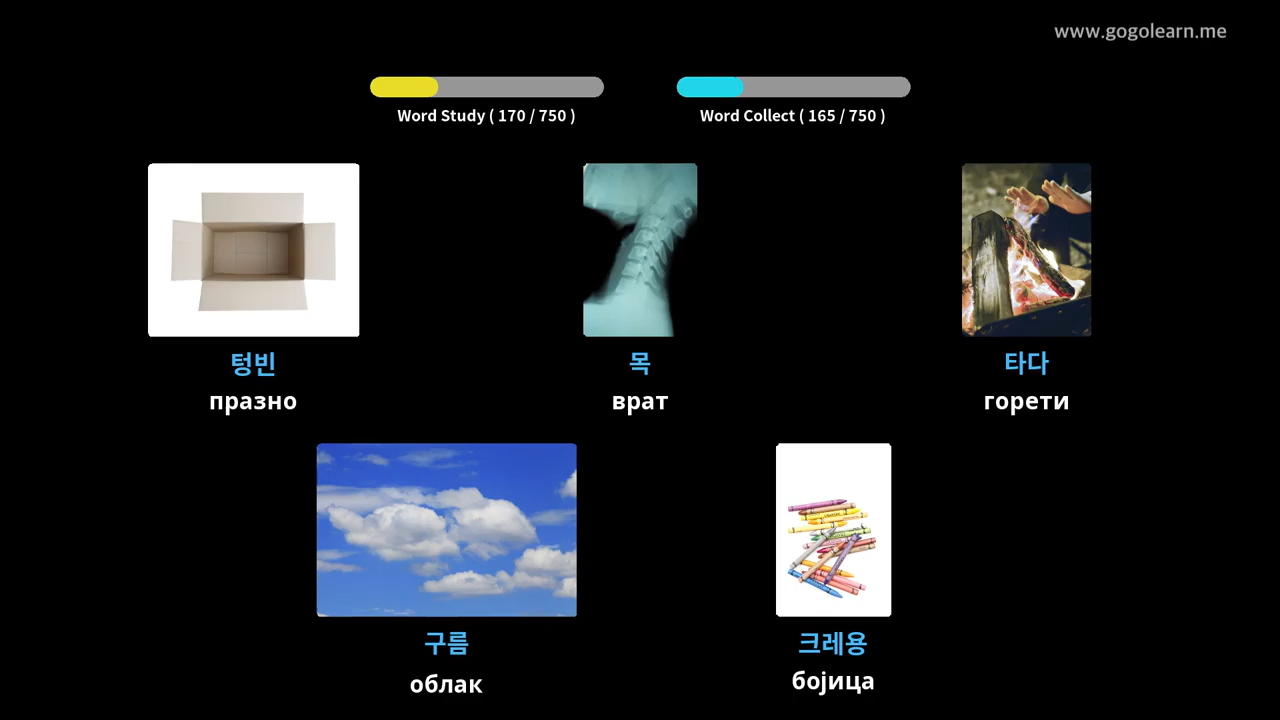 www.gogolearn.me
Word Study ( 170 / 750 )
Word Collect ( 165 / 750 )
텅빈
празно
목
врат
타다
горети
구름
облак
크레용
бојица